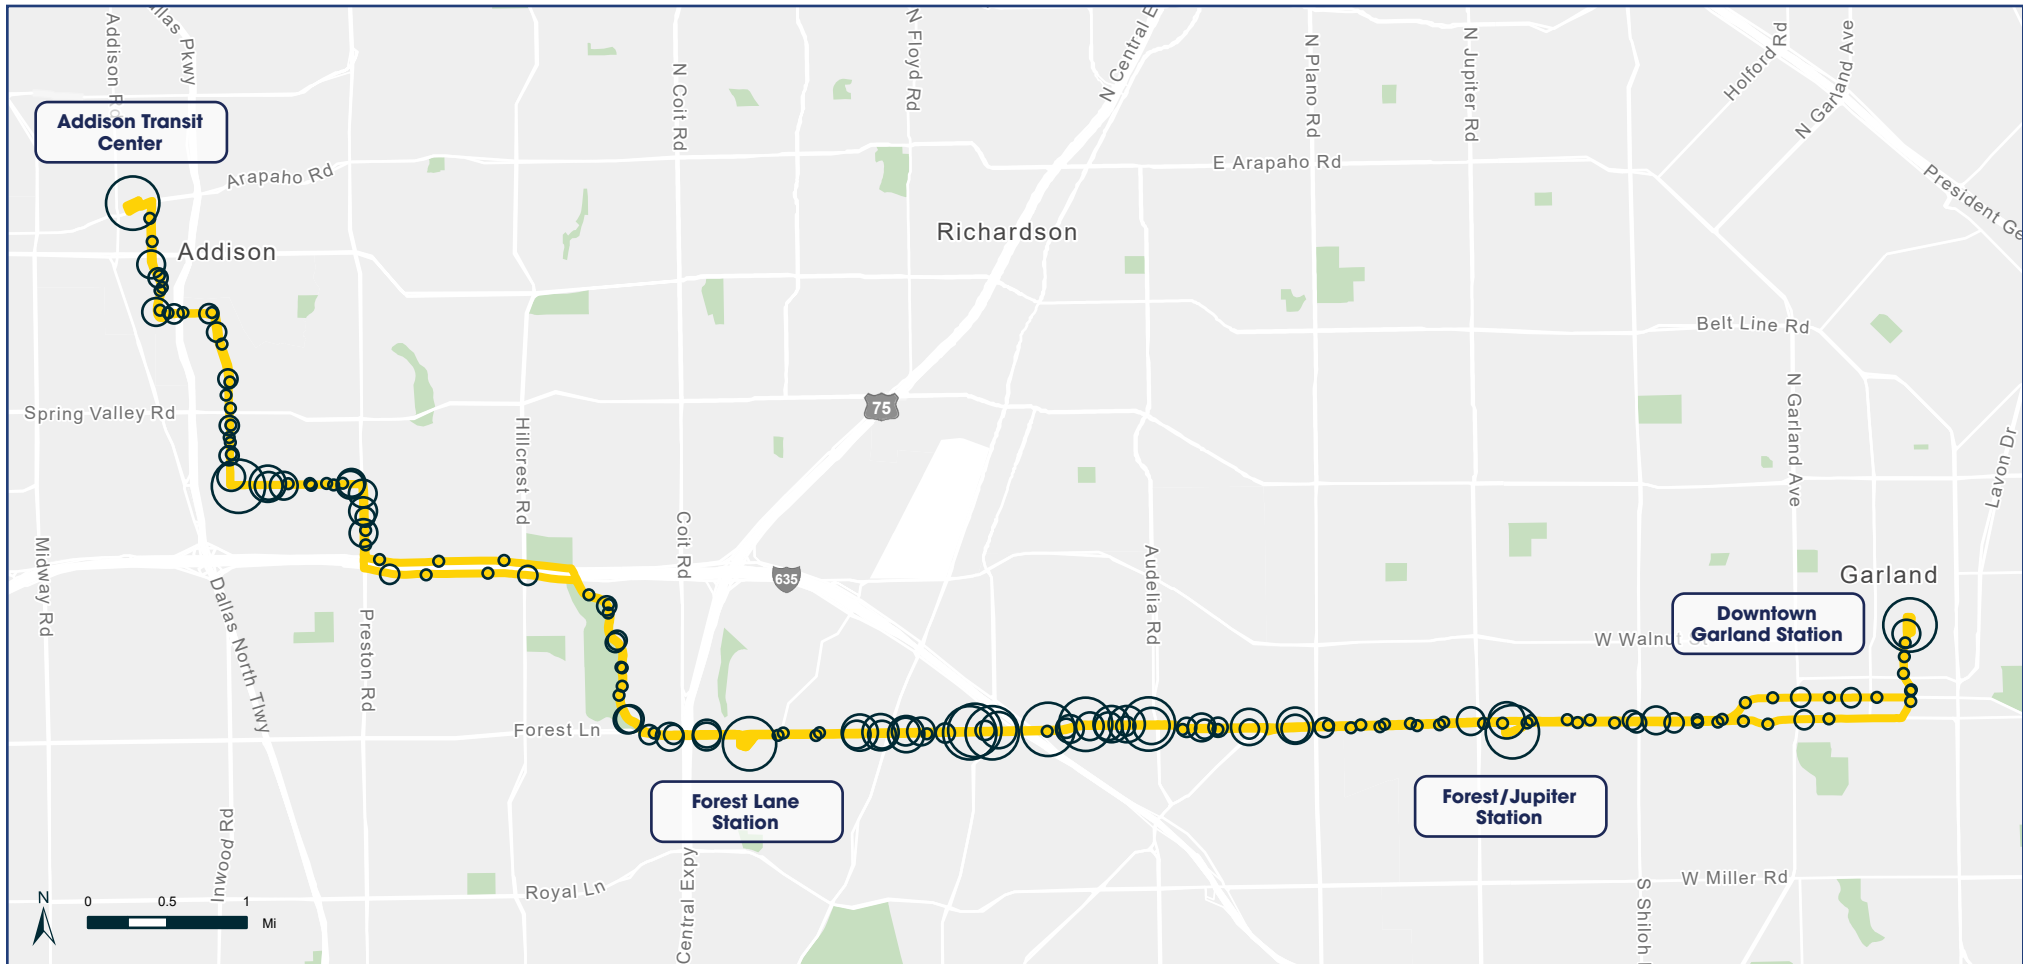 Addison Rd
Dallas Pkwy
N Floyd Rd
N Central E
N Plano Rd
N Jupiter Rd
Holford Rd
N Garland Ave
N Coit Rd
Addison Transit
Center
Arapaho Rd
E Arapaho Rd
President Ge
Addison
Richardson
Belt Line Rd
Spring Valley Rd
75
Hillcrest Rd
N Garland Ave
Lavon Dr
Midway Rd
Coit Rd
635
Audelia Rd
Garland
Dallas North Tlwy
Preston Rd
Downtown
Garland Station
W Walnut St
Forest Ln
Forest Lane
Station
Forest/Jupiter
Station
Inwood Rd
Royal Ln
Central Expy
W Miller Rd
S Shiloh
N
0 0.5 1
Mi